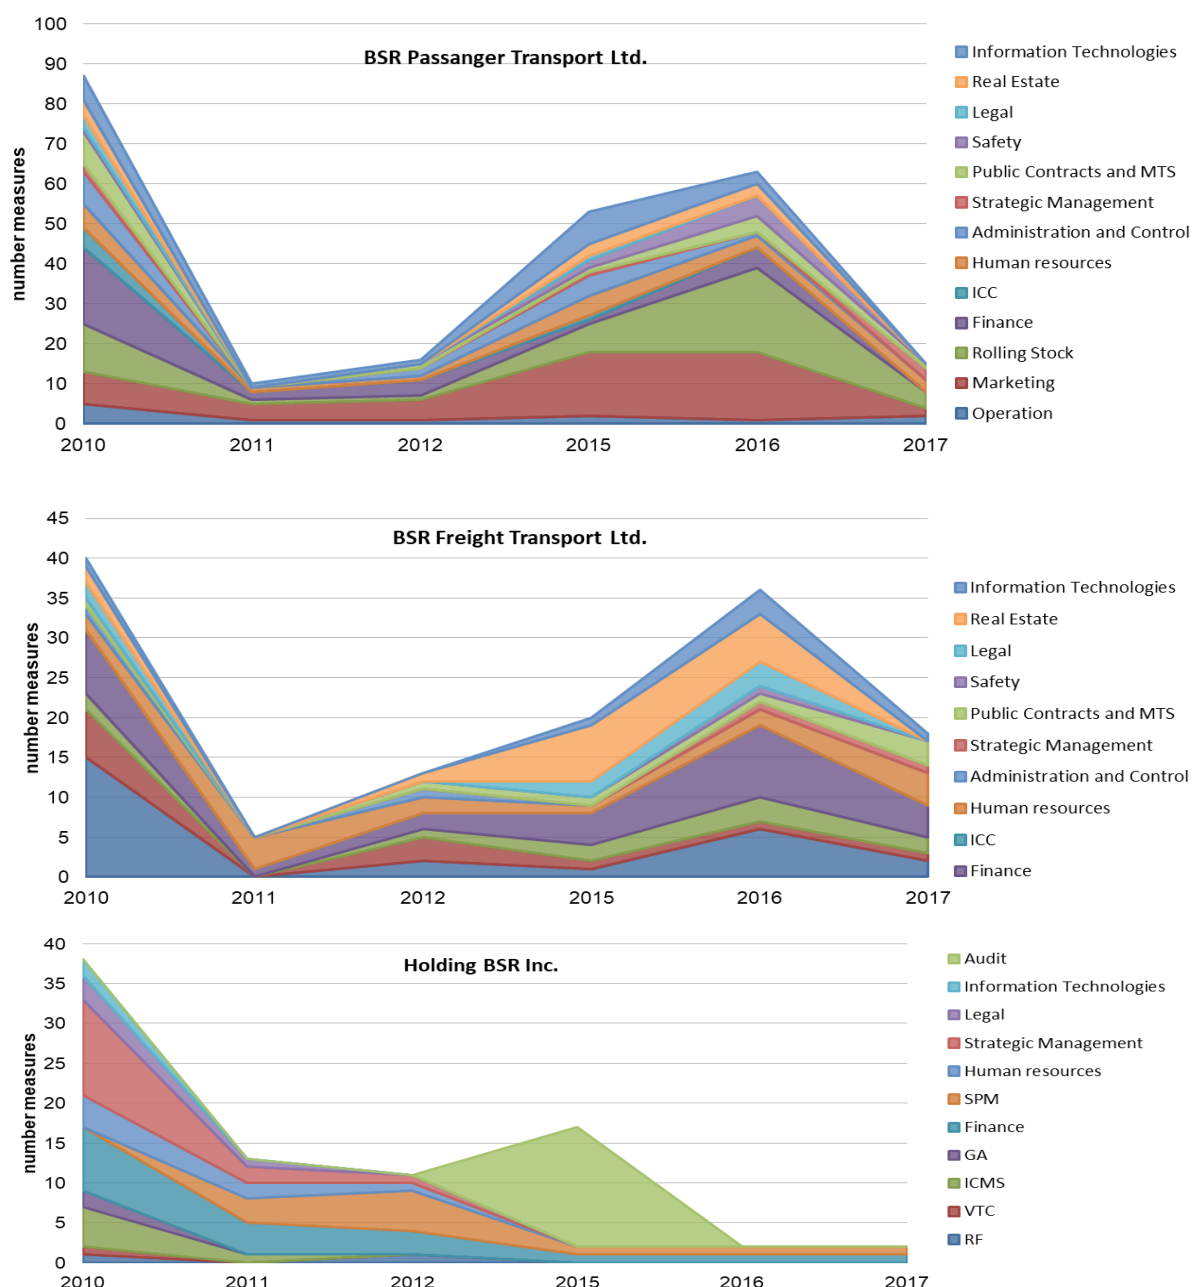 BSR Passanger Transport Ltd.
number measures
100
90
80
70
60
50
40
30
20
10
0
2010 2011 2012 2015 2016 2017
Information Technologies
Real Estate
Legal
Safety
Public Contracts and MTS
Strategic Management
Administration and Control
Human resources
ICC
Finance
Rolling Stock
Marketing
Operation
BSR Freight Transport Ltd.
number measures
45
40
35
30
25
20
15
10
5
0
2010 2011 2012 2015 2016 2017
Information Technologies
Real Estate
Legal
Safety
Public Contracts and MTS
Strategic Management
Administration and Control
Human resources
ICC
Finance
Holding BSR Inc.
number measures
40
35
30
25
20
15
10
5
0
2010 2011 2012 2015 2016 2017
Audit
Information Technologies
Legal
Strategic Management
Human resources
SPM
Finance
GA
ICMS
VTC
RF